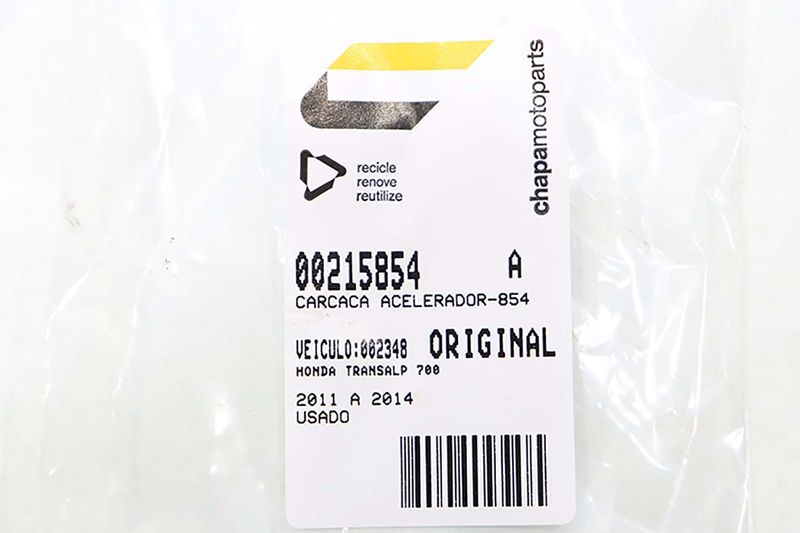 chapamotoparts
recicle
renove
reutilize
00215854 A
CARCACA ACELERADOR-854
VEICULO:002348 ORIGINAL
HONDA TRANSALP 700
2011 A 2014
USADO